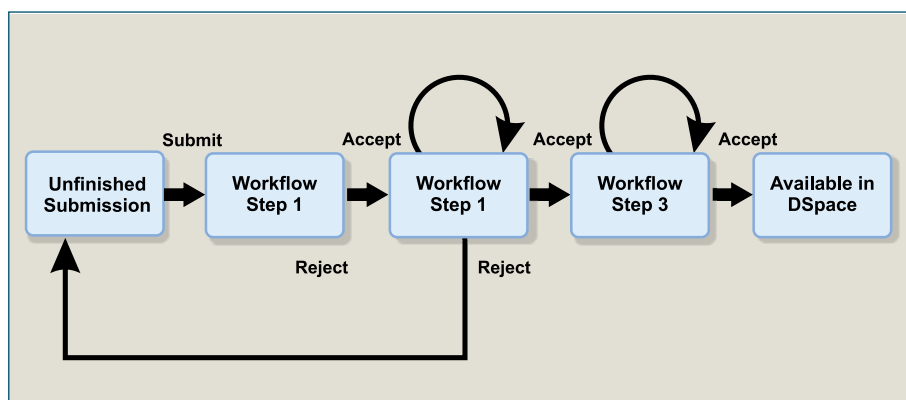 Submit
Accept
Accept
Accept
Unfinished
Submission
Workflow
Step 1
Workflow
Step 1
Workflow
Step 3
Available in
DSpace
Reject
Reject